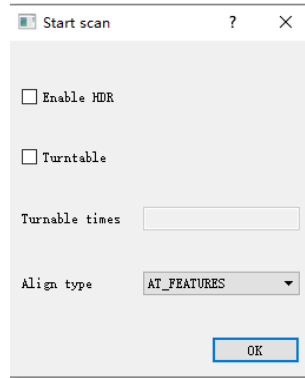 Start scan ?
Enable HDR
Turntable
Turnable times
Align type AT_FEATURES
OK